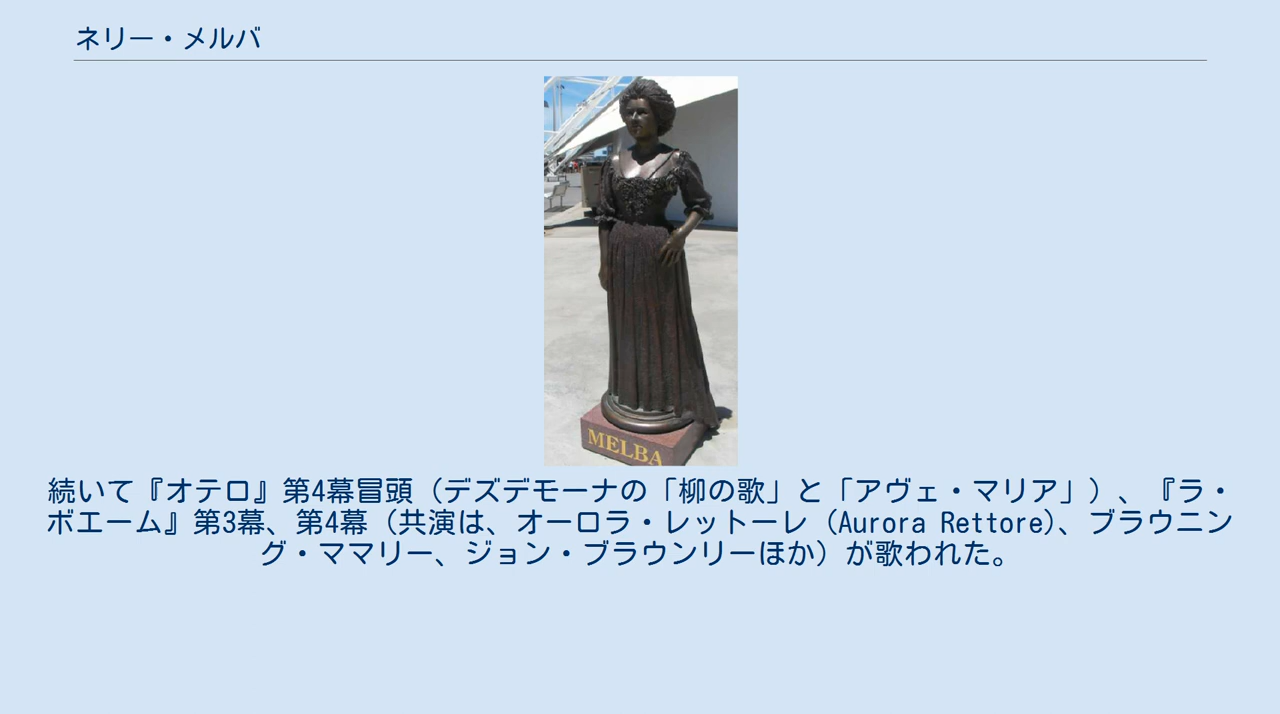 ネリー・メルバ
MELBA
続いて『オテロ』第4幕冒頭（デズデモーナの「柳の歌」と「アヴェ・マリア」）、『ラ・
ボエーム』第3幕、第4幕（共演は、オーロラ・レットーレ（Aurora Rettore)、ブラウニン
グ・ママリー、ジョン・ブラウンリーほか）が歌われた。